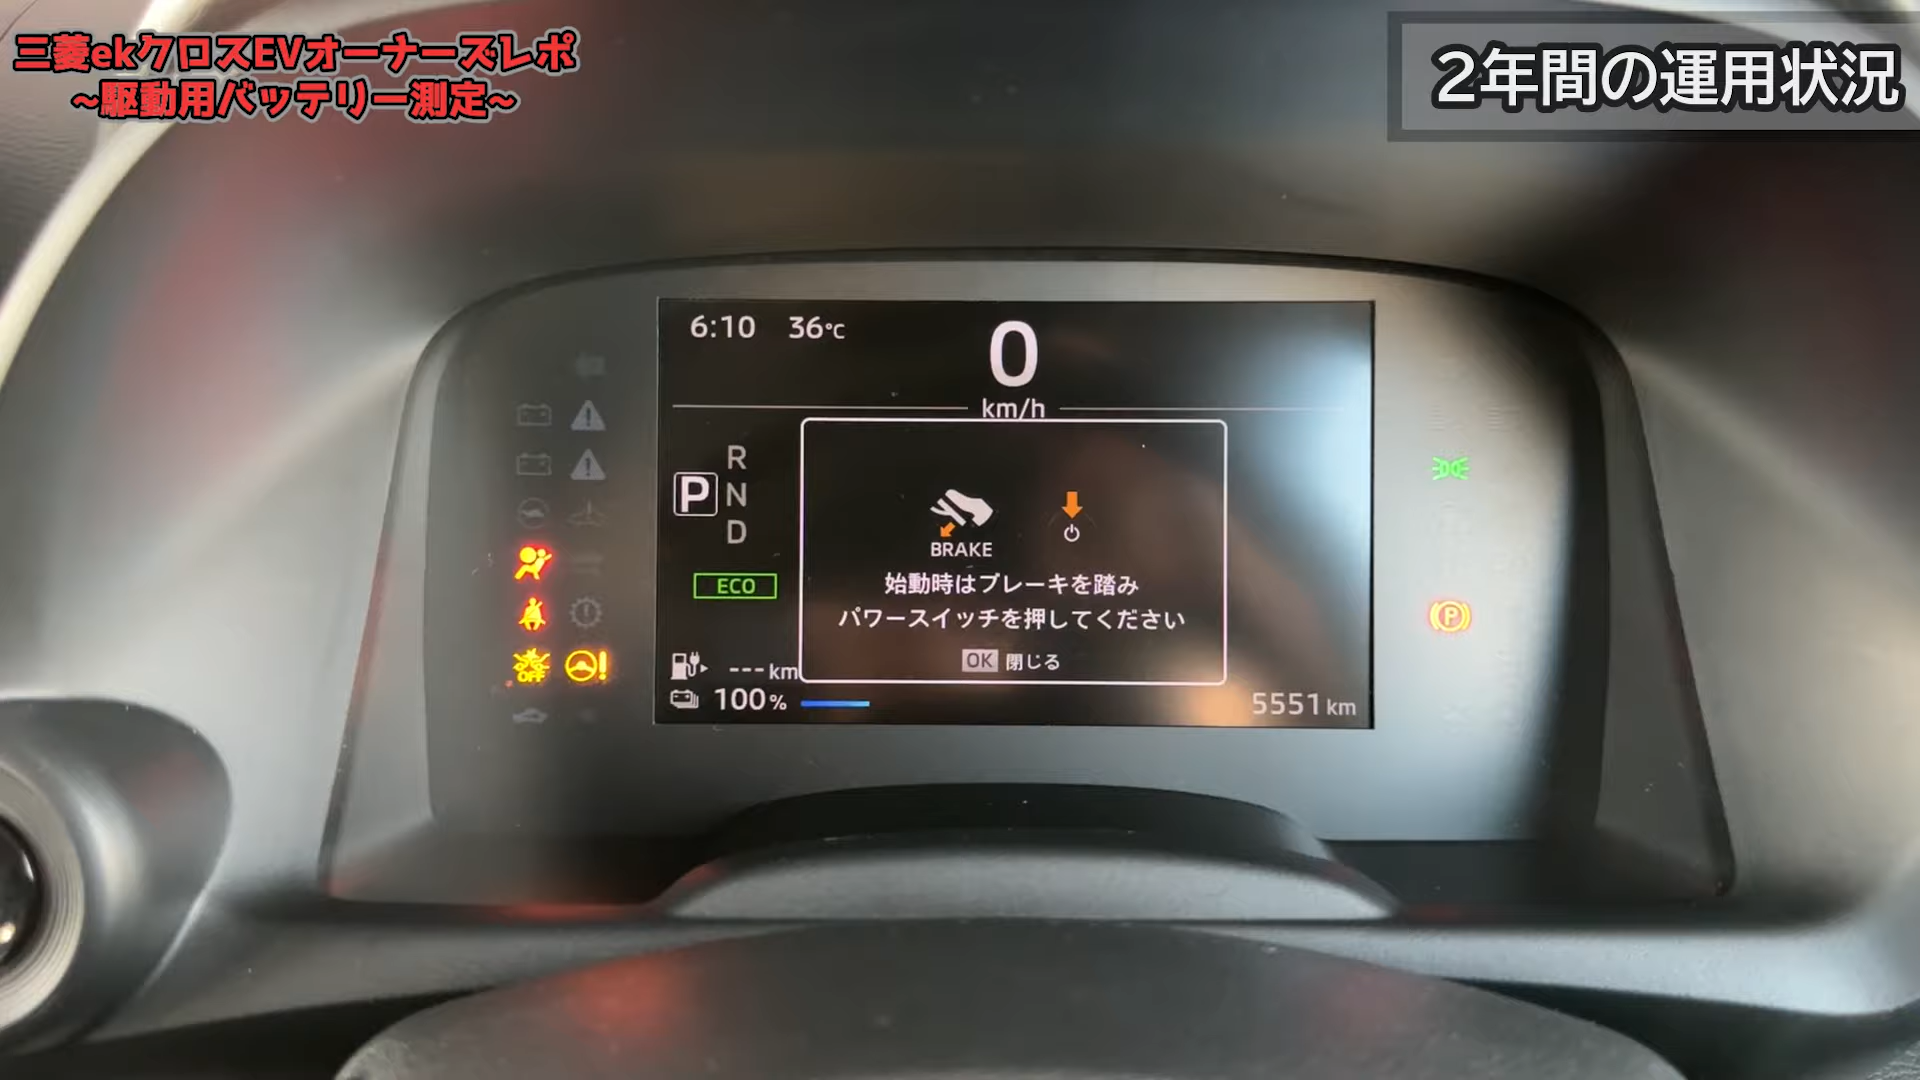 三菱ekクロスEVオーナーズレポ
~駆動用バッテリー測定~
2年間の運用状況
6:10 36℃
0
km/h
R
P N
D
BRAKE
始動時はブレーキを踏み
パワースイッチを押してください
OK 閉じる
ECO
--- km
100%
5551 km
OFF
P